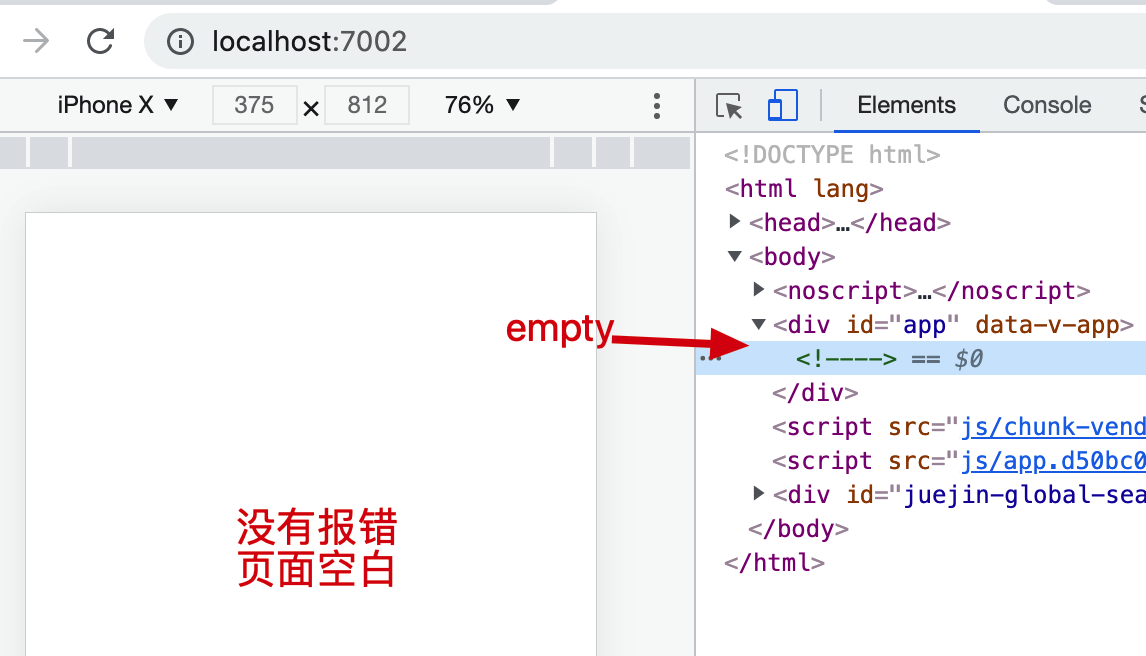 localhost:7002
iPhone X ▼ 375 × 812 76% ▼
Elements Console
<!DOCTYPE html>
<html lang>
<head>…</head>
<body>
<noscript>…</noscript>
<div id="app" data-v-app>
empty
<!----> == $0
</div>
<script src="js/chunk-vend
<script src="js/app.d50bc0
<div id="juejin-global-sea
</body>
</html>
没有报错
页面空白